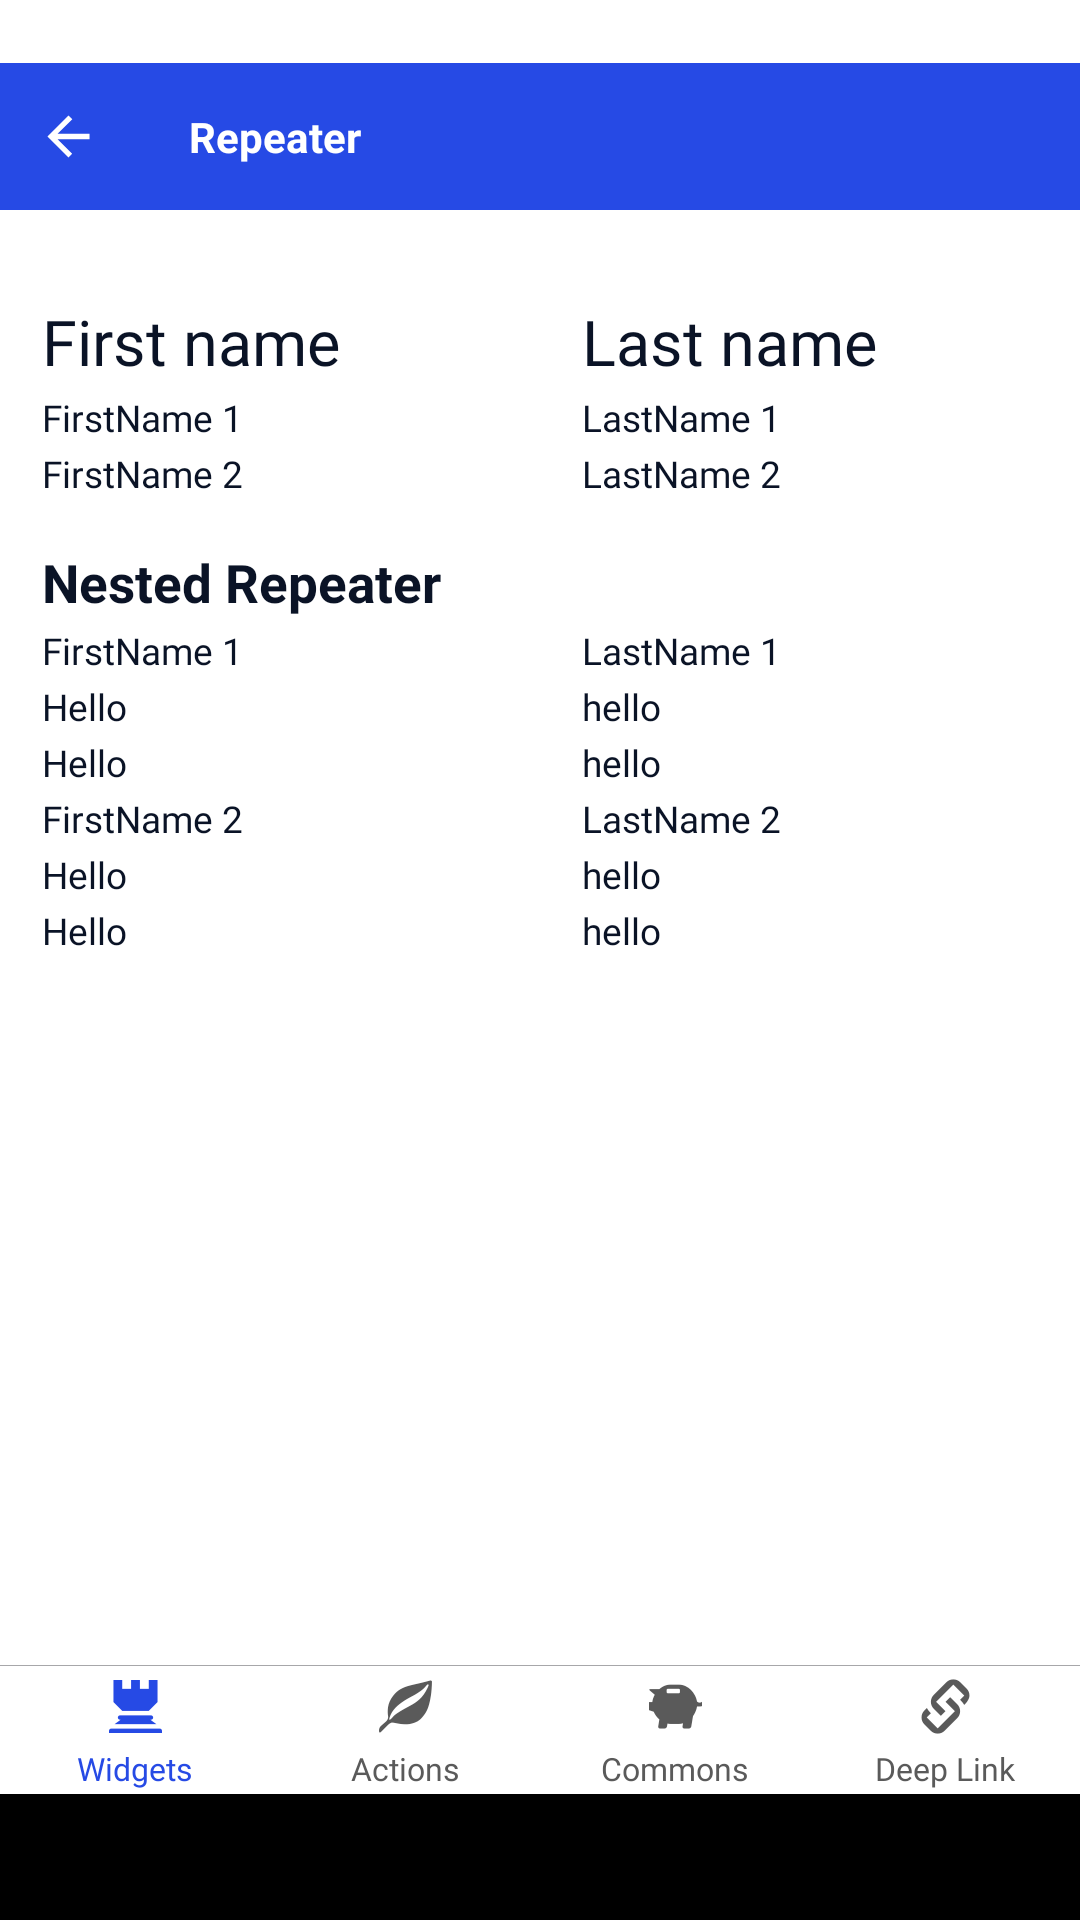 Repeater
First name Last name
FirstName 1 LastName 1
FirstName 2 LastName 2
Nested Repeater
FirstName 1 LastName 1
Hello hello
Hello hello
FirstName 2 LastName 2
Hello hello
Hello hello
Widgets Actions Commons Deep Link